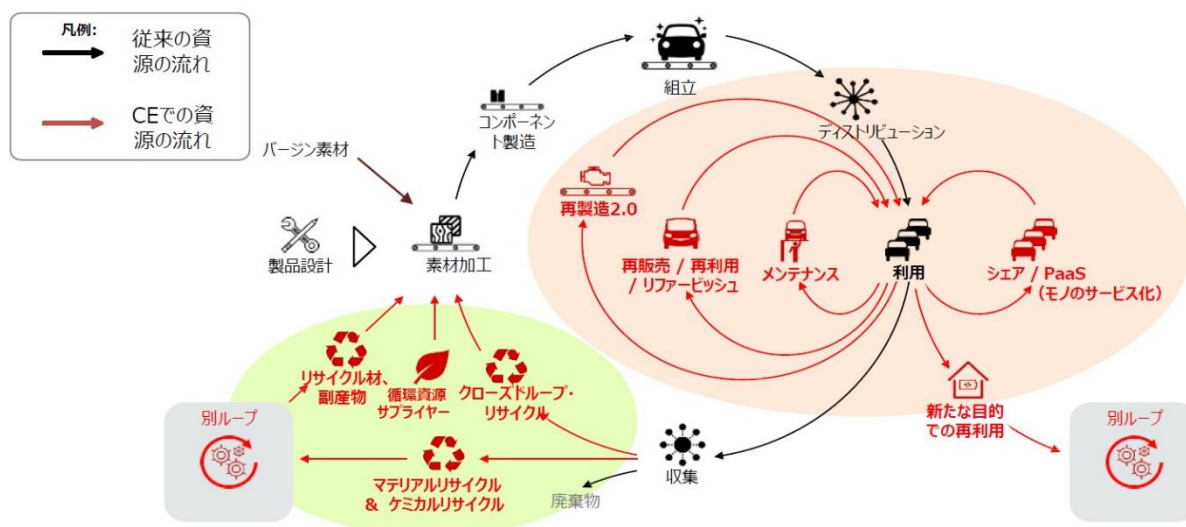 凡例:
従来の資
源の流れ
CEでの資
源の流れ
組立
コンポーネン
ト製造
ディストリビューション
バージン素材
製品設計
素材加工
再製造2.0
再販売 / 再利用
/ リファービッシュ
メンテナンス
利用
シェア / PaaS
（モノのサービス化）
リサイクル材、
副産物
循環資源
サプライヤー
クローズドループ・
リサイクル
新たな目的
での再利用
別ループ
別ループ
マテリアルリサイクル
& ケミカルリサイクル
廃棄物
収集